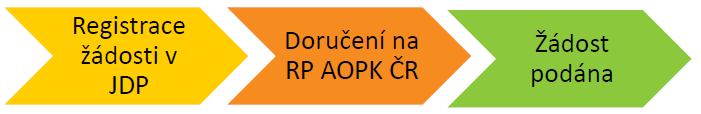 Registrace
žádosti v
JDP
Doručení na
RP AOPK ČR
Žádost
podána